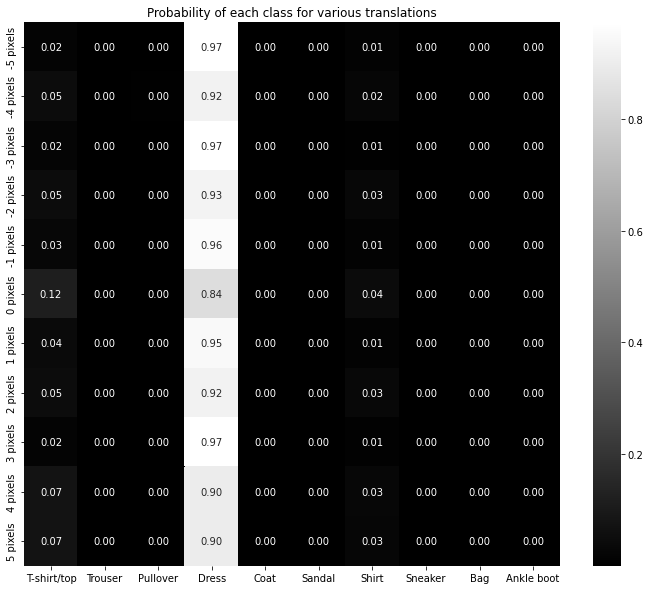 Probability of each class for various translations
-5 pixels 0.02 0.00 0.00 0.97 0.00 0.00 0.01 0.00 0.00 0.00
-4 pixels 0.05 0.00 0.00 0.92 0.00 0.00 0.02 0.00 0.00 0.00
-3 pixels 0.02 0.00 0.00 0.97 0.00 0.00 0.01 0.00 0.00 0.00
-2 pixels 0.05 0.00 0.00 0.93 0.00 0.00 0.03 0.00 0.00 0.00
-1 pixels 0.03 0.00 0.00 0.96 0.00 0.00 0.01 0.00 0.00 0.00
0 pixels 0.12 0.00 0.00 0.84 0.00 0.00 0.04 0.00 0.00 0.00
1 pixels 0.04 0.00 0.00 0.95 0.00 0.00 0.01 0.00 0.00 0.00
2 pixels 0.05 0.00 0.00 0.92 0.00 0.00 0.03 0.00 0.00 0.00
3 pixels 0.02 0.00 0.00 0.97 0.00 0.00 0.01 0.00 0.00 0.00
4 pixels 0.07 0.00 0.00 0.90 0.00 0.00 0.03 0.00 0.00 0.00
5 pixels 0.07 0.00 0.00 0.90 0.00 0.00 0.03 0.00 0.00 0.00
T-shirt/top Trouser Pullover Dress Coat Sandal Shirt Sneaker Bag Ankle boot
0.8
0.6
0.4
0.2